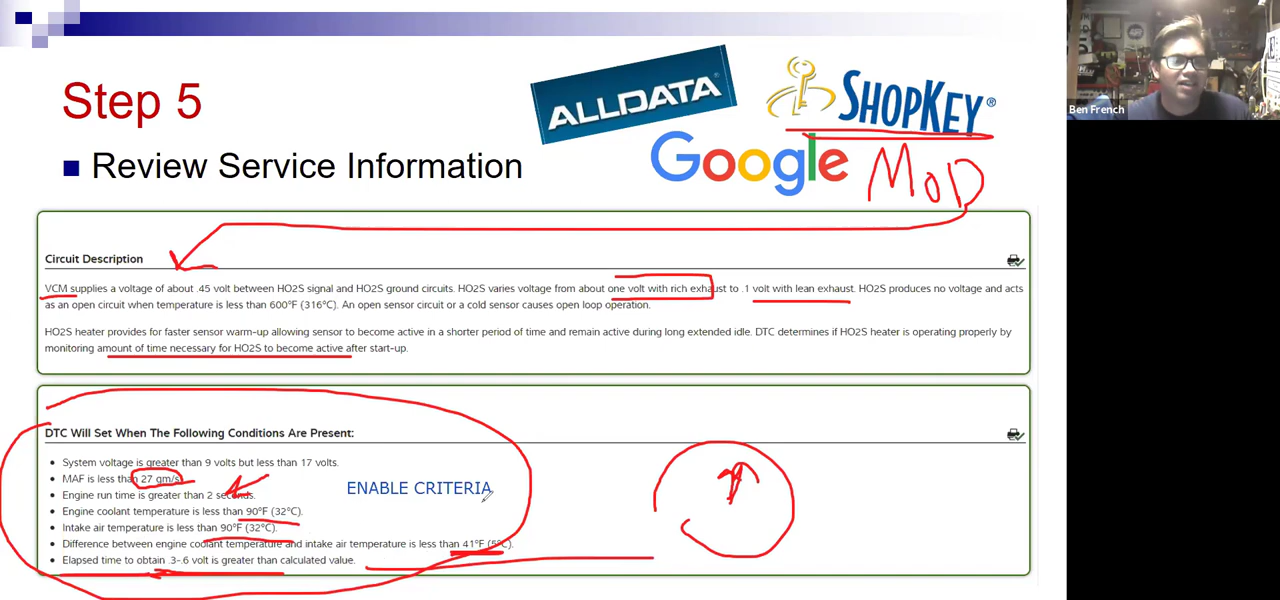 Step 5
ALLDATA®
SHOPKEY®
Google
MOD
Ben French
■ Review Service Information
Circuit Description
VCM supplies a voltage of about .45 volt between HO2S signal and HO2S ground circuits. HO2S varies voltage from about one volt with rich exhaust to .1 volt with lean exhaust. HO2S produces no voltage and acts
as an open circuit when temperature is less than 600°F (316°C). An open sensor circuit or a cold sensor causes open loop operation.
HO2S heater provides for faster sensor warm-up allowing sensor to become active in a shorter period of time and remain active during long extended idle. DTC determines if HO2S heater is operating properly by
monitoring amount of time necessary for HO2S to become active after start-up.
DTC Will Set When The Following Conditions Are Present:
• System voltage is greater than 9 volts but less than 17 volts.
• MAF is less than 27 gm/s.
• Engine run time is greater than 2 seconds.
• Engine coolant temperature is less than 90°F (32°C).
• Intake air temperature is less than 90°F (32°C).
• Difference between engine coolant temperature and intake air temperature is less than 41°F (5°C).
• Elapsed time to obtain .3-.6 volt is greater than calculated value.
ENABLE CRITERIA